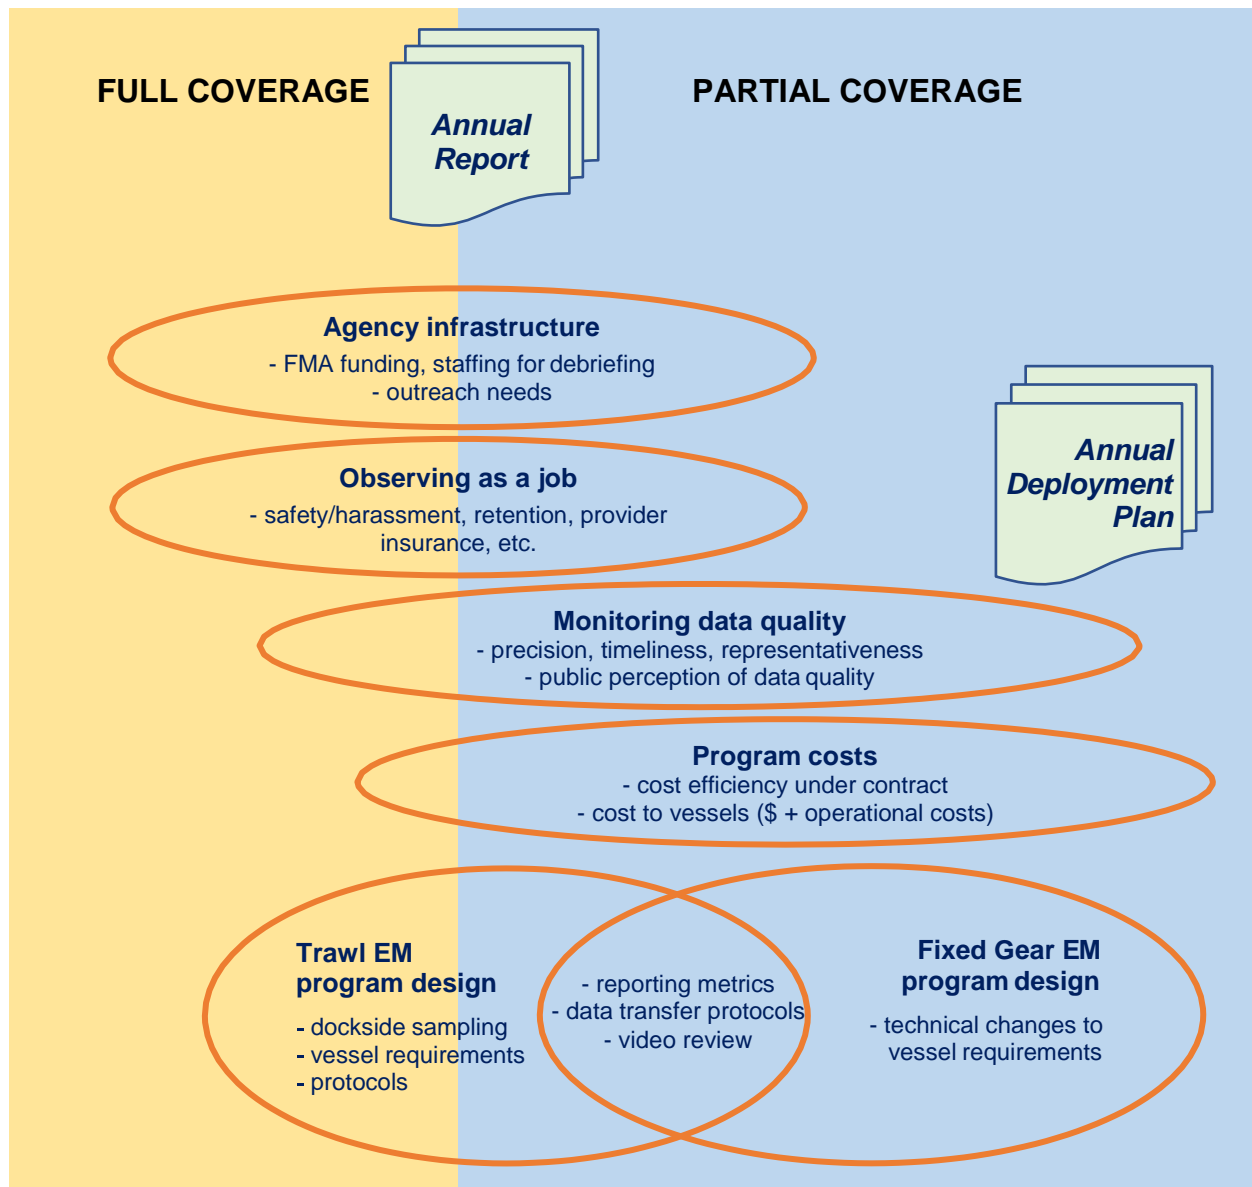 FULL COVERAGE
PARTIAL COVERAGE
Annual
Report
Agency infrastructure
- FMA funding, staffing for debriefing
- outreach needs
Annual
Deployment
Plan
Observing as a job
- safety/harassment, retention, provider
insurance, etc.
Monitoring data quality
- precision, timeliness, representativeness
- public perception of data quality
Program costs
- cost efficiency under contract
- cost to vessels ($ + operational costs)
Trawl EM
program design
- dockside sampling
- vessel requirements
- protocols
- reporting metrics
- data transfer protocols
- video review
Fixed Gear EM
program design
- technical changes to
vessel requirements